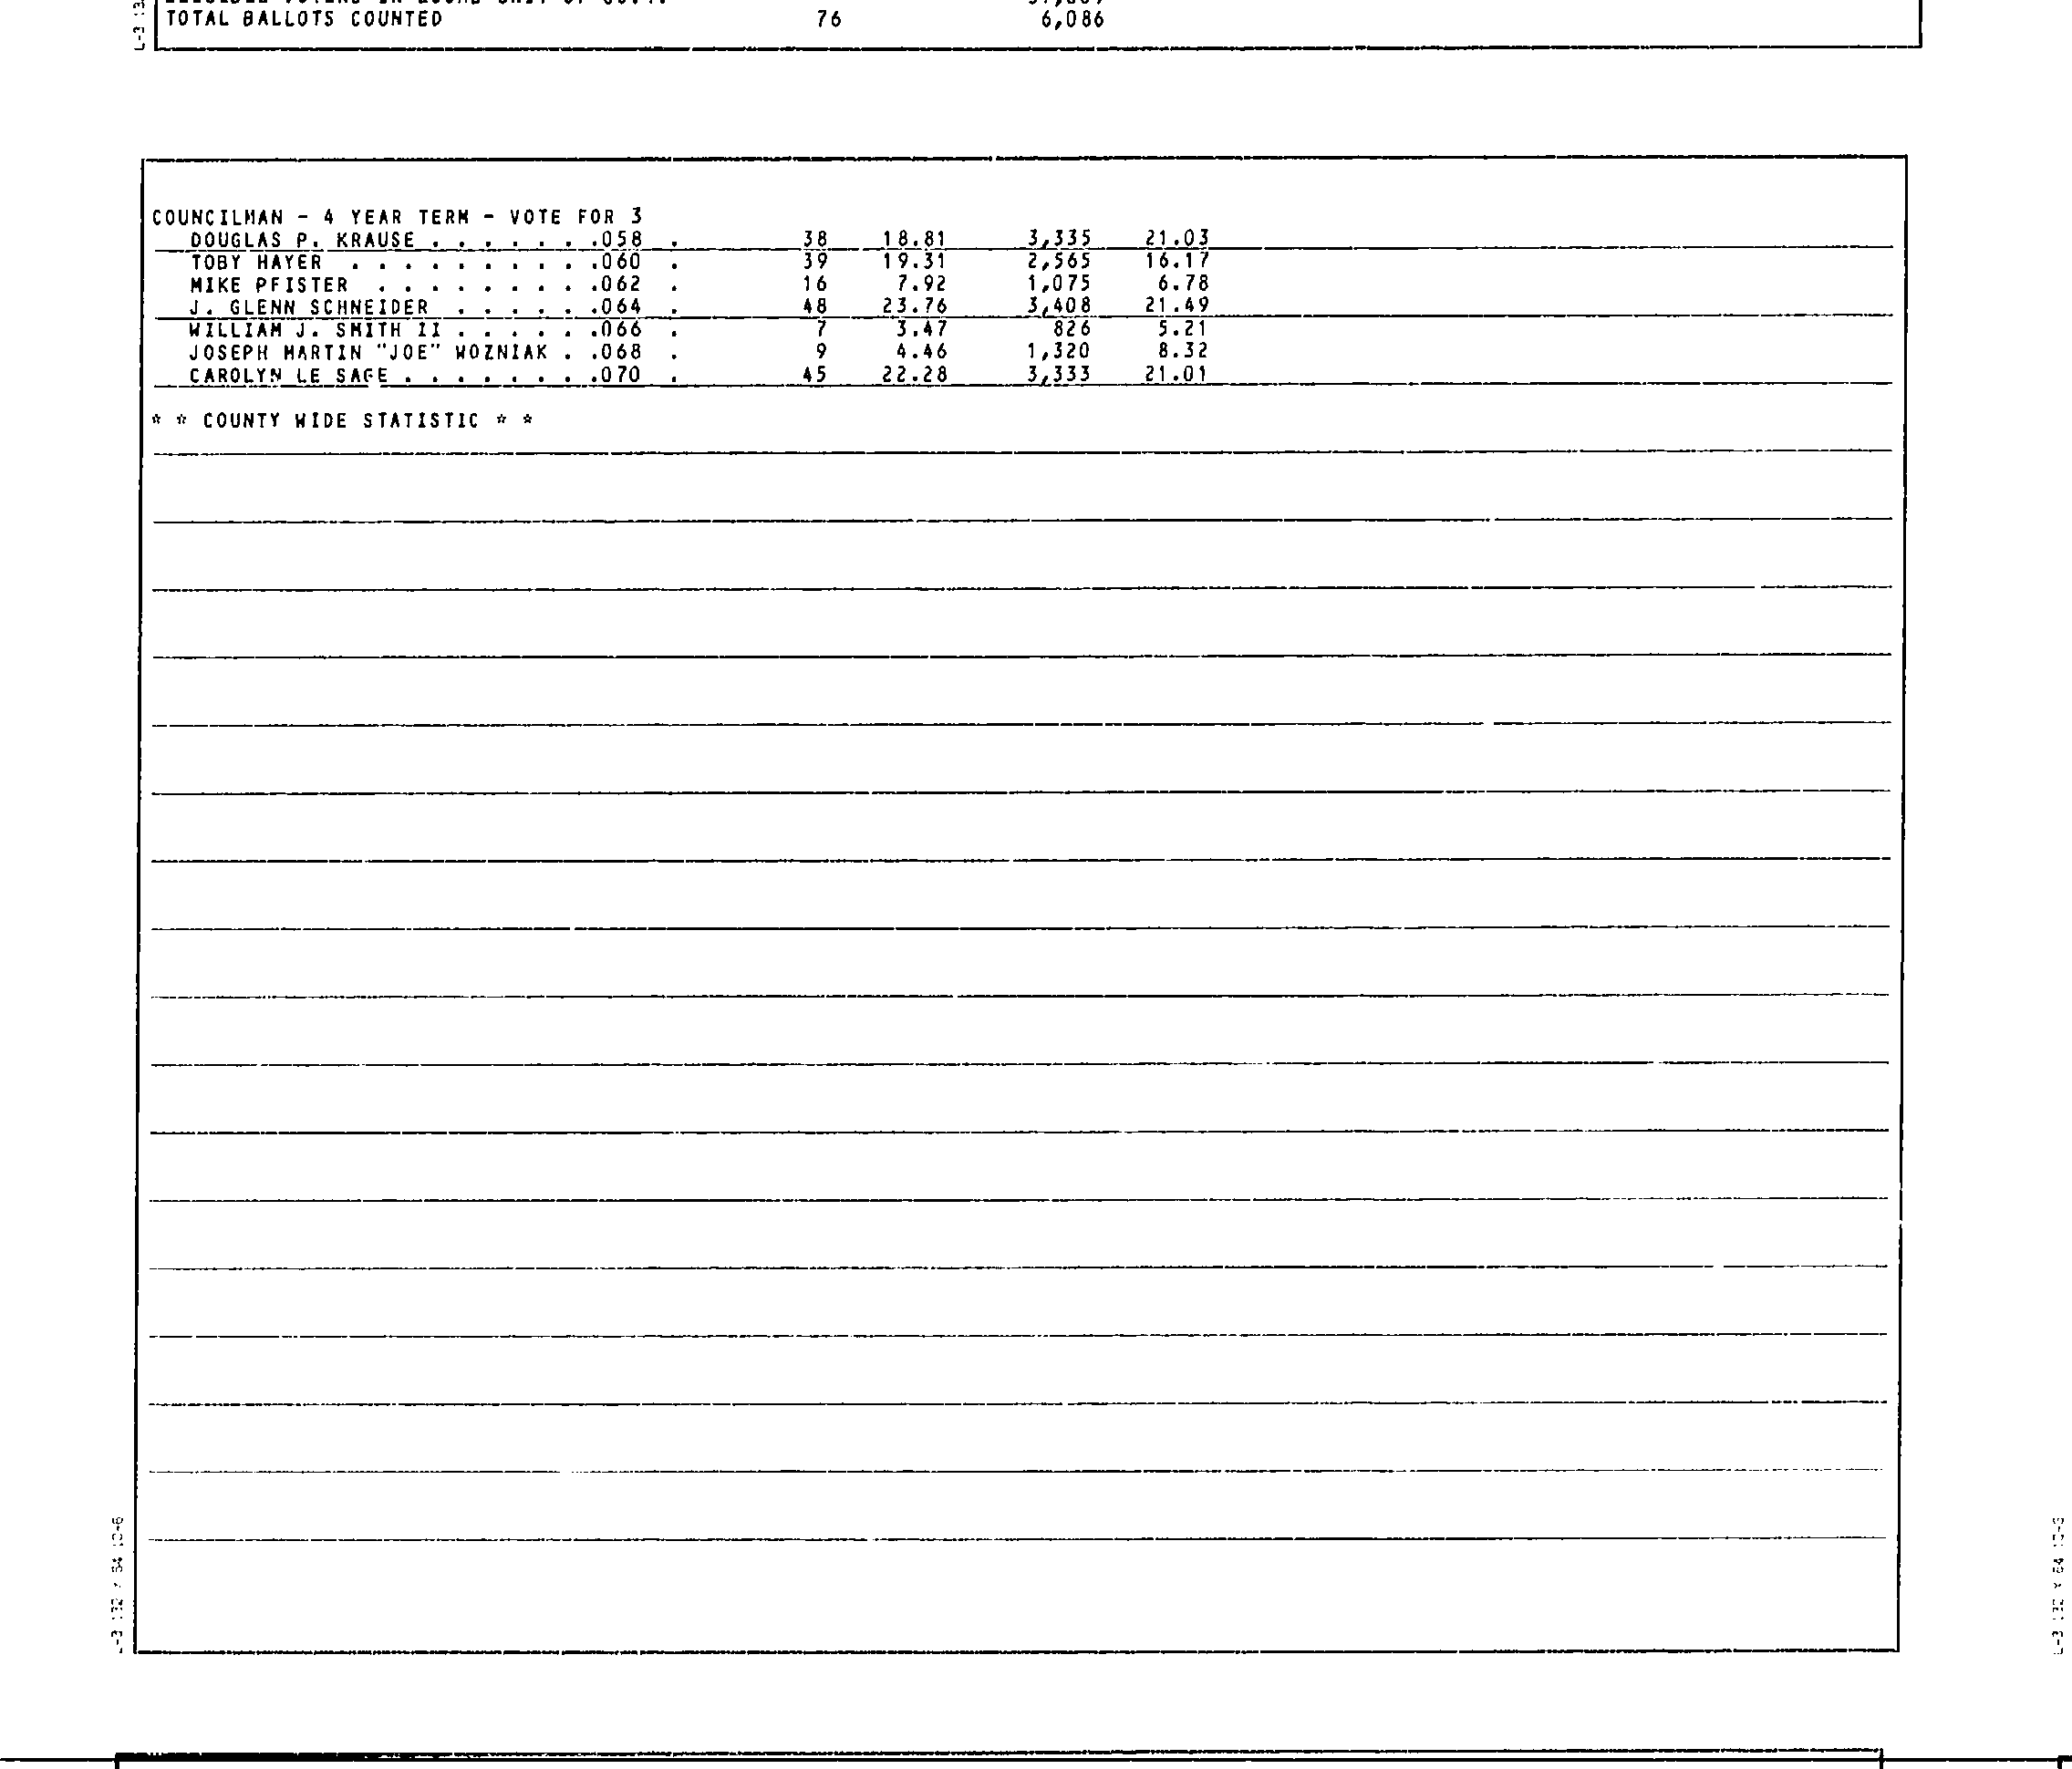 TOTAL BALLOTS COUNTED 76 6,086
COUNCILMAN - 4 YEAR TERM - VOTE FOR 3
DOUGLAS P. KRAUSE . . . . . . .058 . 38 18.81 3,335 21.03
TOBY HAYER . . . . . . . . . .060 . 39 19.31 2,565 16.17
MIKE PFISTER . . . . . . . . .062 . 16 7.92 1,075 6.78
J. GLENN SCHNEIDER . . . . . .064 . 48 23.76 3,408 21.49
WILLIAM J. SMITH II . . . . . .066 . 7 3.47 826 5.21
JOSEPH MARTIN "JOE" WOZNIAK . .068 . 9 4.46 1,320 8.32
CAROLYN LE SAGE . . . . . . . .070 . 45 22.28 3,333 21.01
* * COUNTY WIDE STATISTIC * *